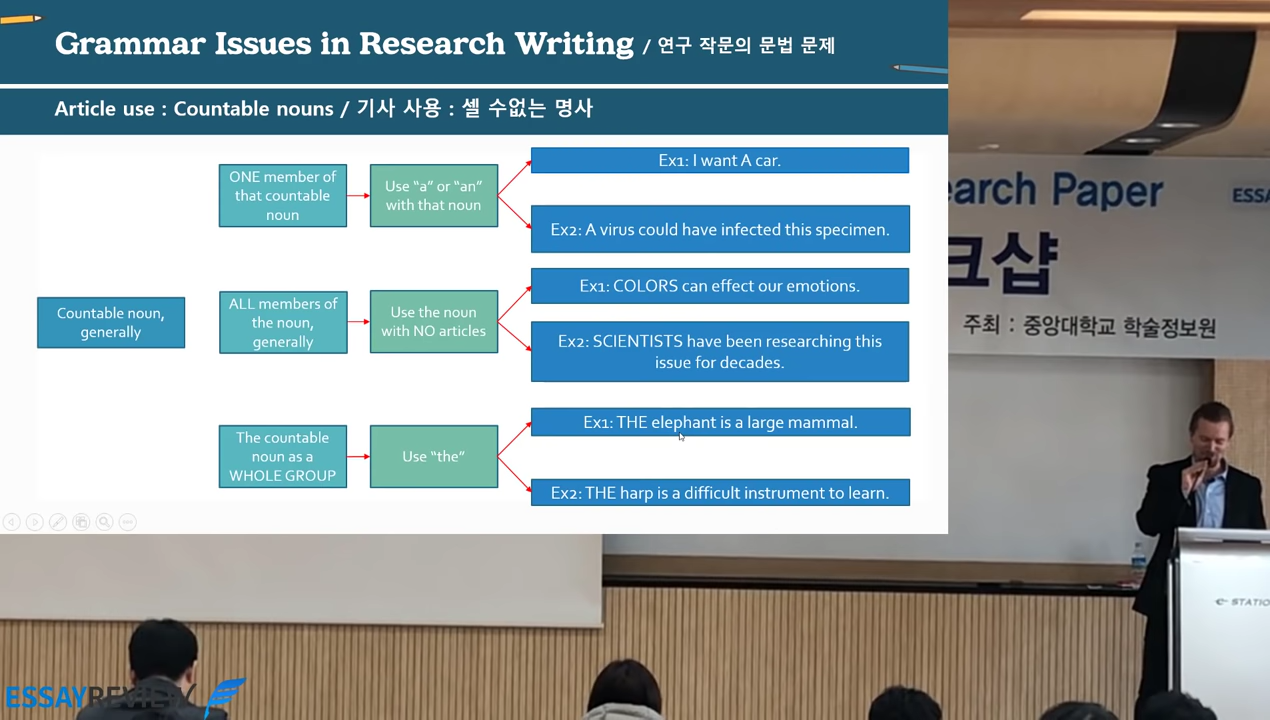 Grammar Issues in Research Writing / 연구 작문의 문법 문제
Article use : Countable nouns / 기사 사용 : 셀 수없는 명사
Countable noun,
generally
ONE member of
that countable
noun
Use “a” or “an”
with that noun
Ex1: I want A car.
Ex2: A virus could have infected this specimen.
ALL members of
the noun,
generally
Use the noun
with NO articles
Ex1: COLORS can effect our emotions.
Ex2: SCIENTISTS have been researching this
issue for decades.
The countable
noun as a
WHOLE GROUP
Use “the”
Ex1: THE elephant is a large mammal.
Ex2: THE harp is a difficult instrument to learn.
Paper
샵
주최 : 중앙대학교 학술정보원
ESSAYREVIEW